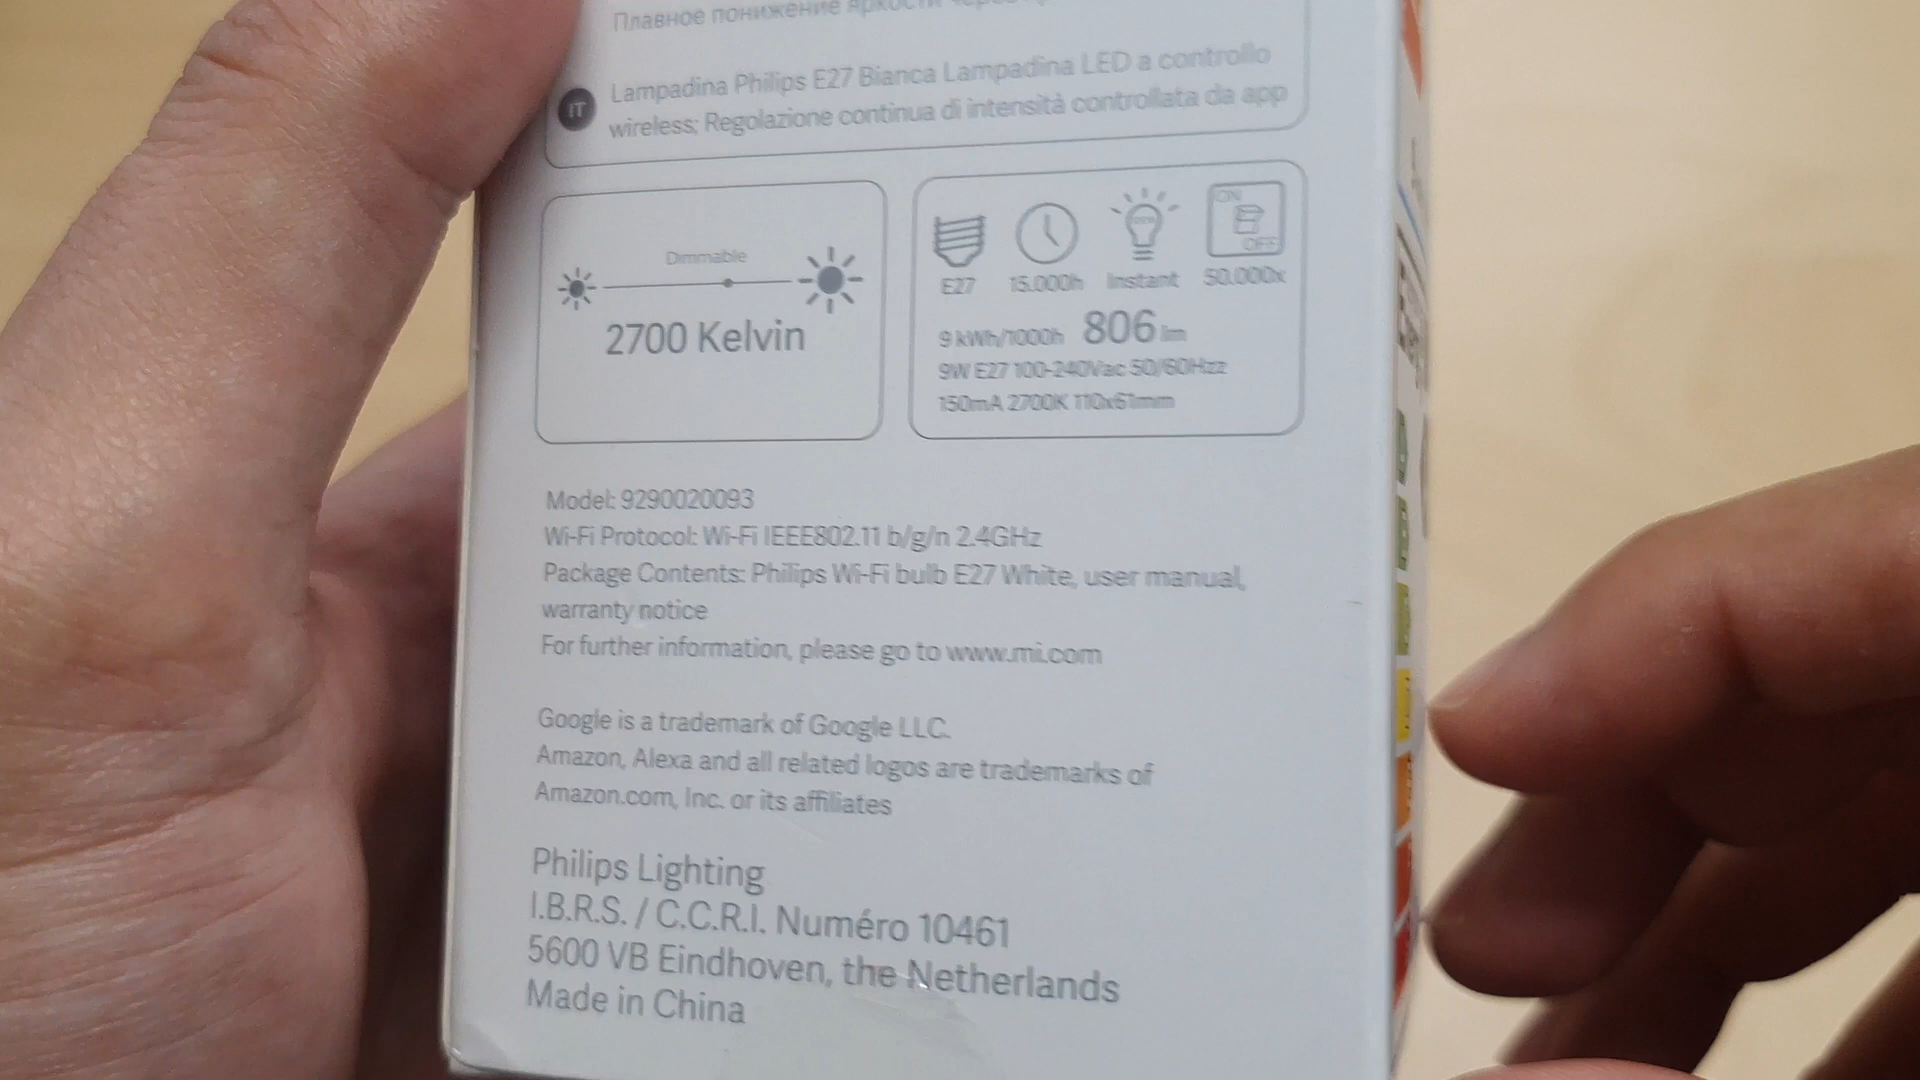 Плавное понижение яркости через
IT
Lampadina Philips E27 Bianca Lampadina LED a controllo
wireless; Regolazione continua di intensità controllata da app
Dimmable
2700 Kelvin
ON
OFF
E27 15.000h Instant 50.000x
9 kWh/1000h 806 lm
9W E27 100-240Vac 50/60Hzz
150mA 2700K 110x61mm
Model: 9290020093
Wi-Fi Protocol: Wi-Fi IEEE802.11 b/g/n 2.4GHz
Package Contents: Philips Wi-Fi bulb E27 White, user manual,
warranty notice
For further information, please go to www.mi.com
Google is a trademark of Google LLC.
Amazon, Alexa and all related logos are trademarks of
Amazon.com, Inc. or its affiliates
Philips Lighting
I.B.R.S. / C.C.R.I. Numéro 10461
5600 VB Eindhoven, the Netherlands
Made in China